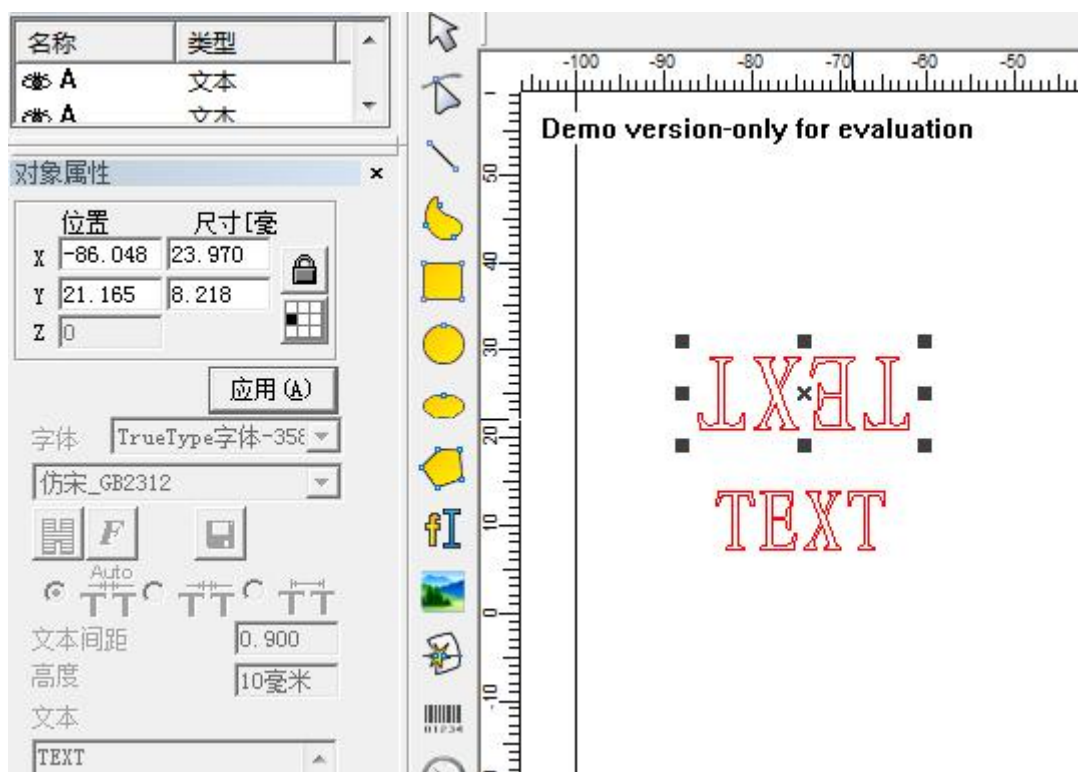 名称 类型
A 文本
A 文本
对象属性
位置 尺寸[毫
X -86.048 23.970
Y 21.165 8.218
Z 0
应用(A)
字体 TrueType字体-358
仿宋_GB2312
F
Auto
文本间距 0.900
高度 10毫米
文本
TEXT
01234
-100 -90 -80 -70 -60 -50
Demo version-only for evaluation
50
40
30
20
10
0
-10
TEXT
TEXT